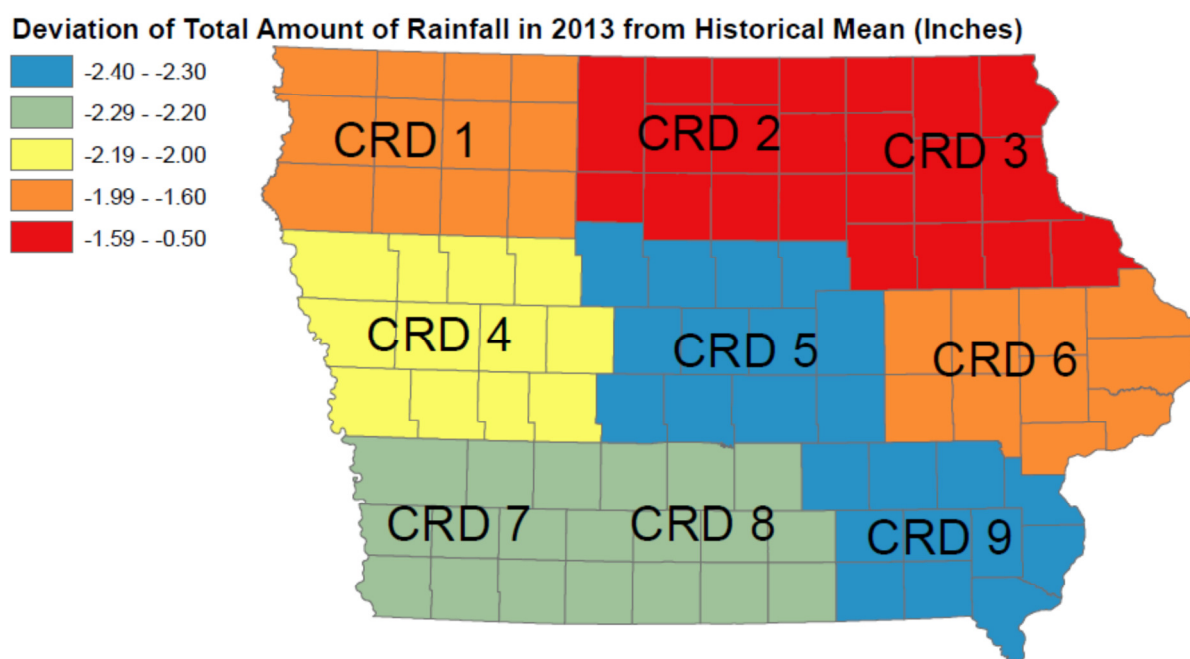 Deviation of Total Amount of Rainfall in 2013 from Historical Mean (Inches)
-2.40 - -2.30
-2.29 - -2.20
-2.19 - -2.00
-1.99 - -1.60
-1.59 - -0.50
CRD 1
CRD 2
CRD 3
CRD 4
CRD 5
CRD 6
CRD 7
CRD 8
CRD 9